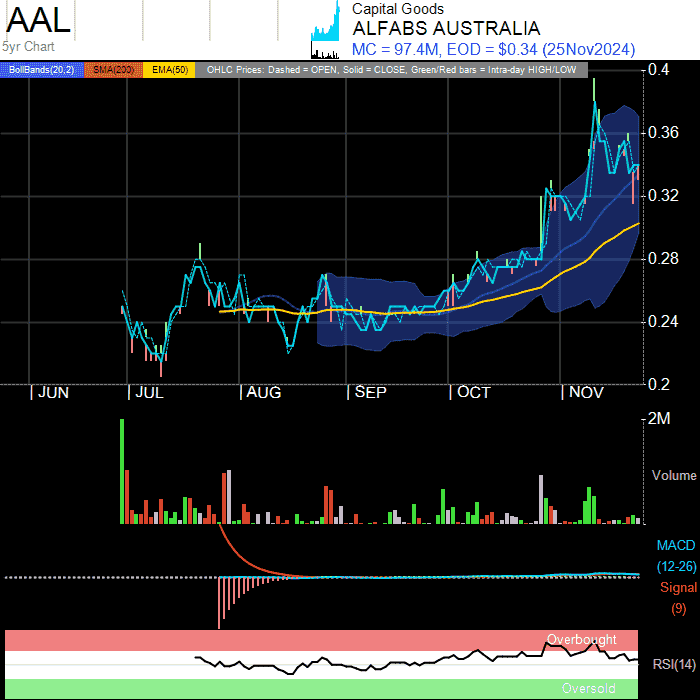 AAL
5yr Chart
Capital Goods
ALFABS AUSTRALIA
MC = 97.4M, EOD = $0.34 (25Nov2024)
BollBands(20,2) SMA(200) EMA(50) OHLC Prices: Dashed = OPEN, Solid = CLOSE, Green/Red bars = Intra-day HIGH/LOW
0.4
0.36
0.32
0.28
0.24
0.2
| JUN | JUL | AUG | SEP | OCT | NOV
2M
Volume
MACD
(12-26)
Signal
(9)
Overbought
RSI(14)
Oversold